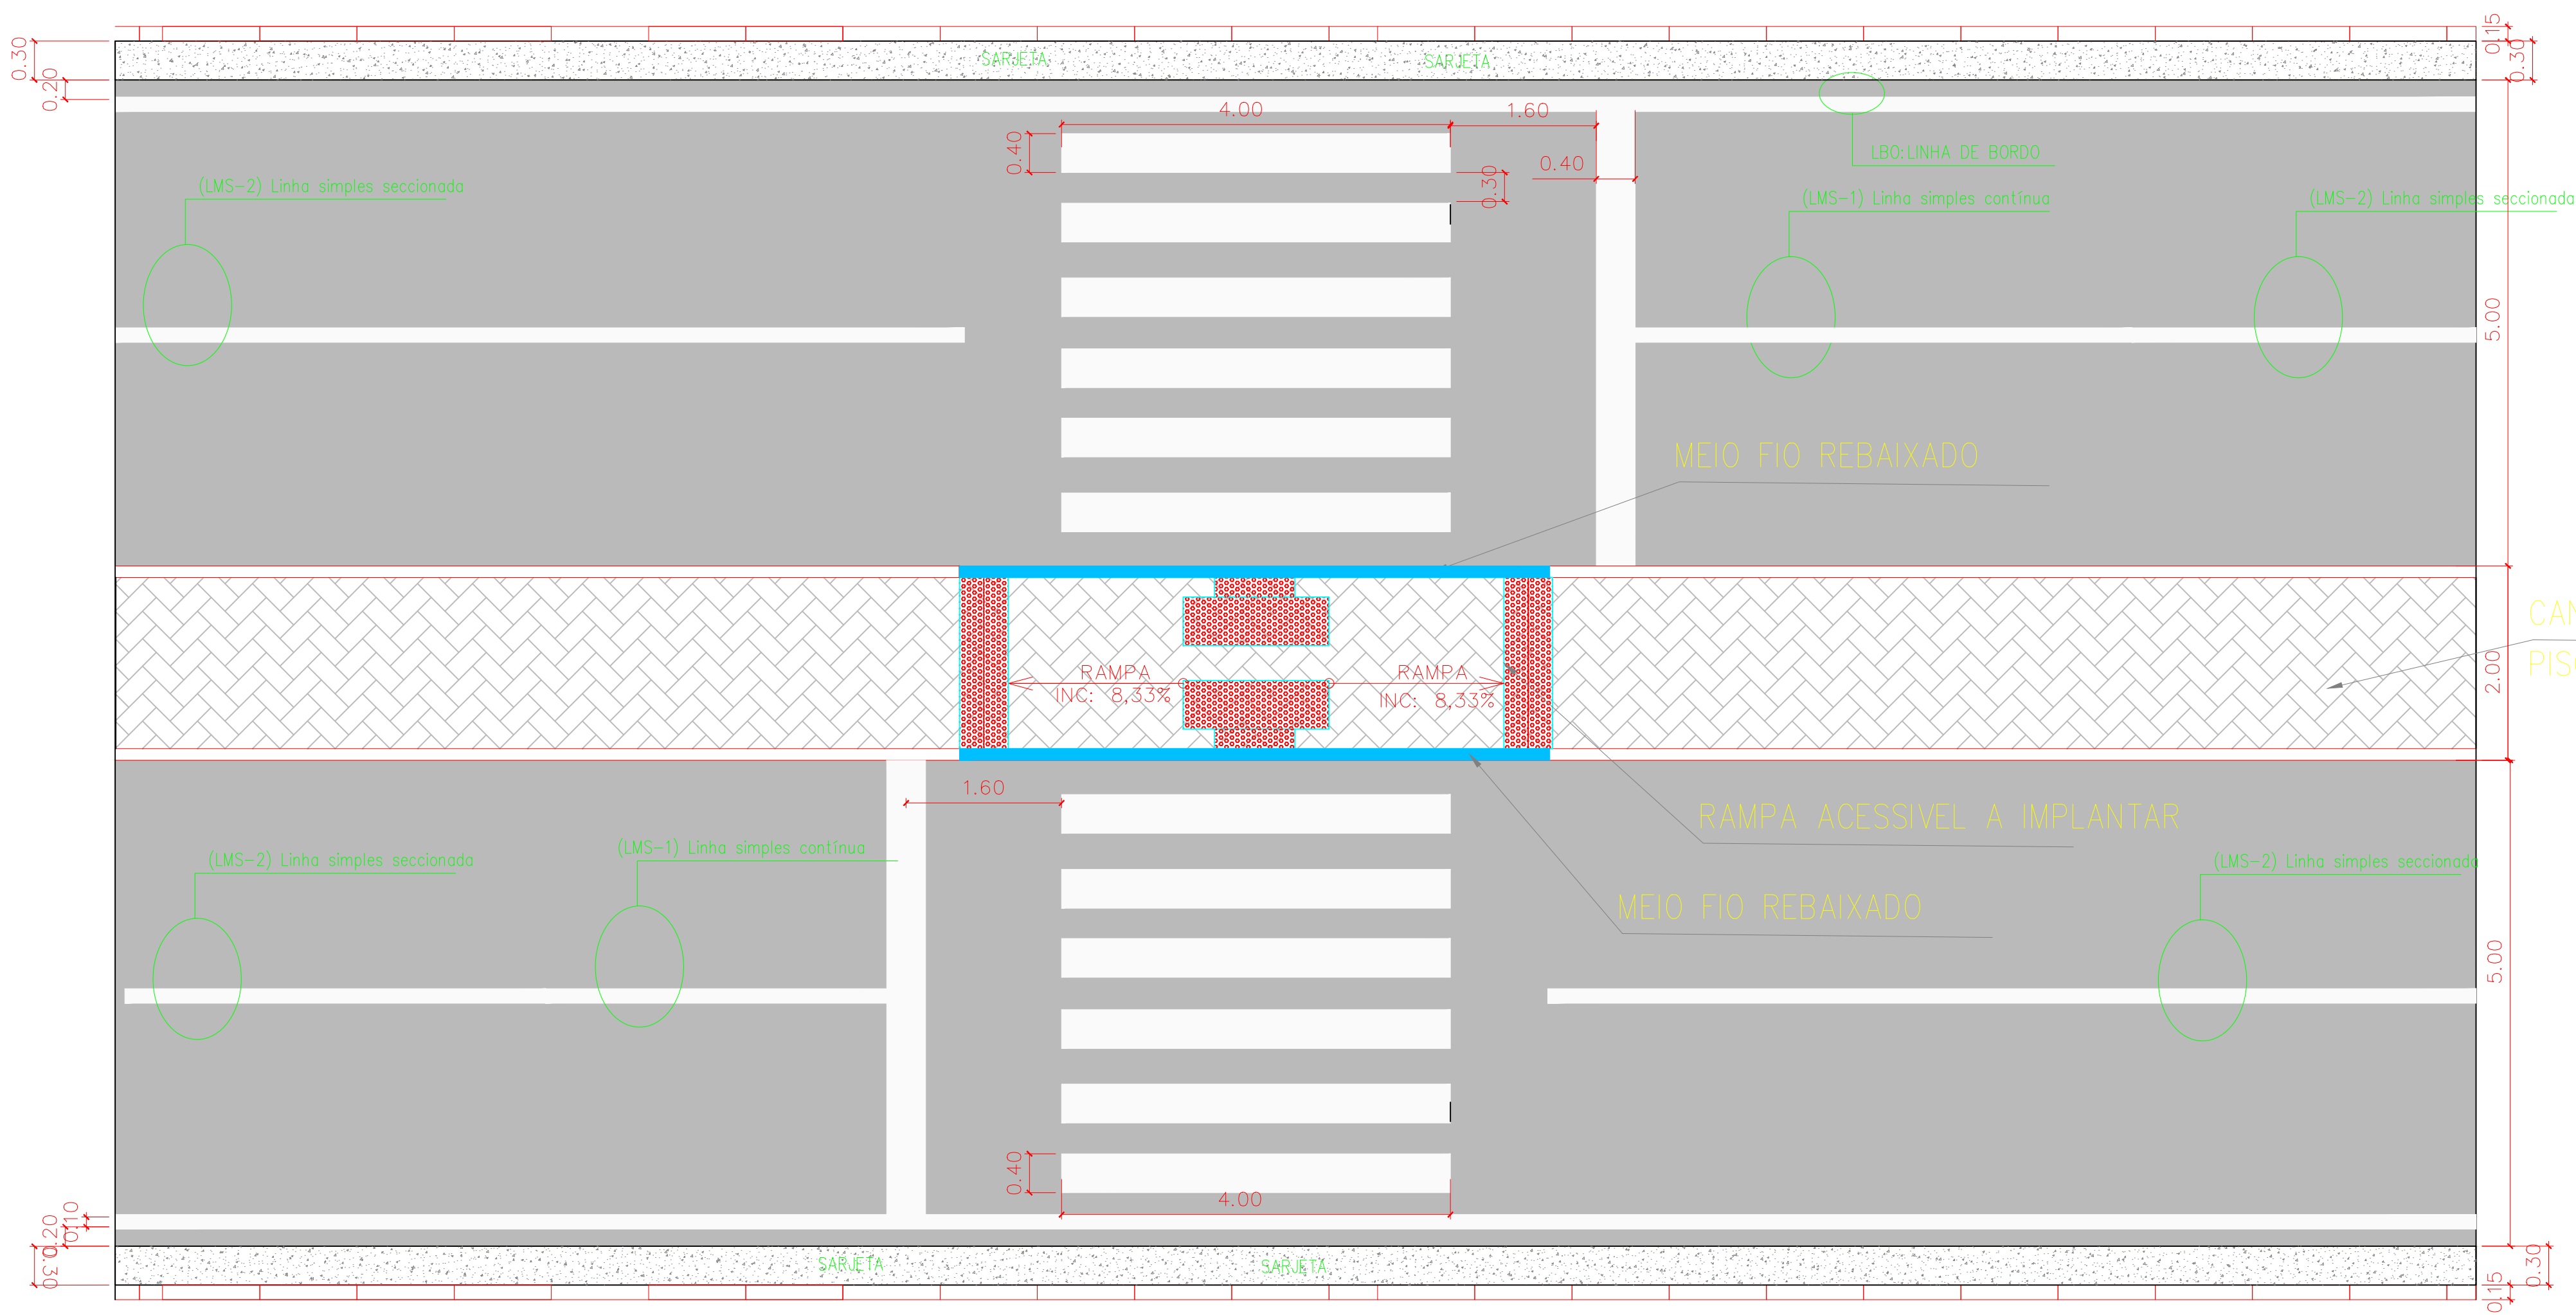 0.15
0.30
0.30
0.20
SARJETA
SARJETA
4.00
1.60
0.40
0.40
0.30
LBO:LINHA DE BORDO
(LMS-2) Linha simples seccionada
(LMS-1) Linha simples contínua
(LMS-2) Linha simples seccionada
5.00
MEIO FIO REBAIXADO
RAMPA
INC: 8,33%
RAMPA
INC: 8,33%
2.00
1.60
RAMPA ACESSIVEL A IMPLANTAR
(LMS-2) Linha simples seccionada
(LMS-1) Linha simples contínua
(LMS-2) Linha simples seccionada
MEIO FIO REBAIXADO
5.00
0.40
4.00
0.10
0.20
0.30
SARJETA
SARJETA
0.30
0.15